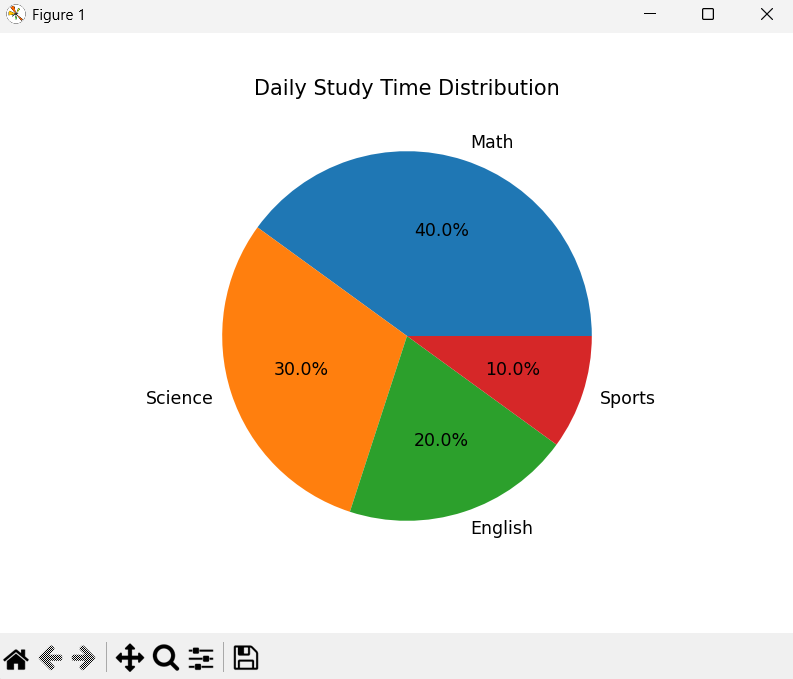 Figure 1
Daily Study Time Distribution
Math
40.0%
30.0%
10.0%
Science
Sports
20.0%
English